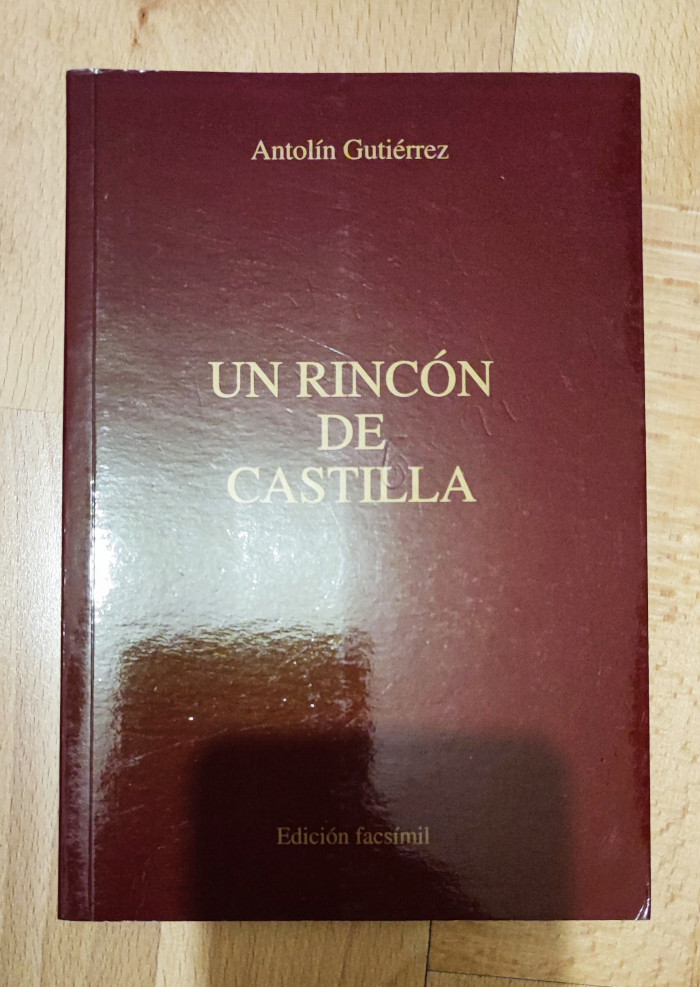 Antolín Gutiérrez
UN RINCÓN
DE
CASTILLA
Edición facsímil